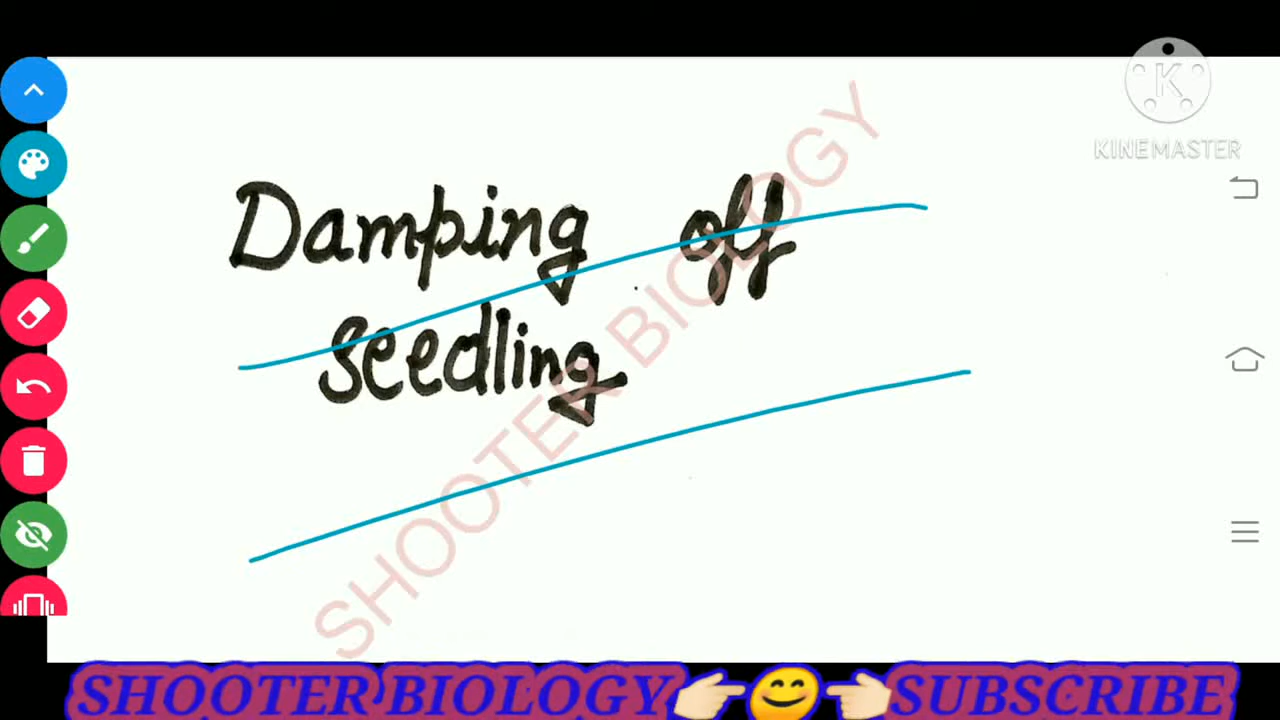 KINEMASTER
Damping off
seedling
SHOOTER BIOLOGY
SHOOTER BIOLOGY👉😊👈SUBSCRIBE